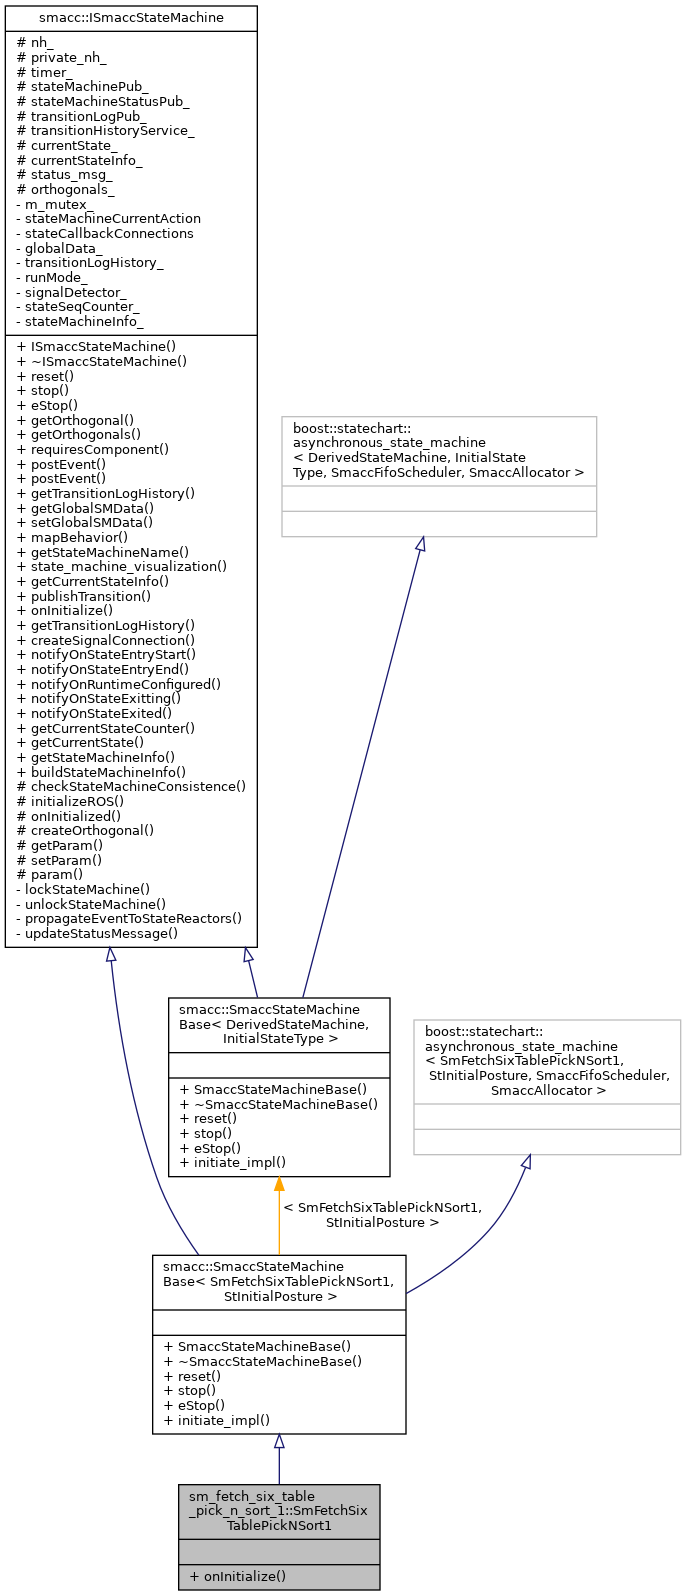 smacc::ISmaccStateMachine
# nh_
# private_nh_
# timer_
# stateMachinePub_
# stateMachineStatusPub_
# transitionLogPub_
# transitionHistoryService_
# currentState_
# currentStateInfo_
# status_msg_
# orthogonals_
- m_mutex_
- stateMachineCurrentAction
- stateCallbackConnections
- globalData_
- transitionLogHistory_
- runMode_
- signalDetector_
- stateSeqCounter_
- stateMachineInfo_
+ ISmaccStateMachine()
+ ~ISmaccStateMachine()
+ reset()
+ stop()
+ eStop()
+ getOrthogonal()
+ getOrthogonals()
+ requiresComponent()
+ postEvent()
+ postEvent()
+ getTransitionLogHistory()
+ getGlobalSMData()
+ setGlobalSMData()
+ mapBehavior()
+ getStateMachineName()
+ state_machine_visualization()
+ getCurrentStateInfo()
+ publishTransition()
+ onInitialize()
+ getTransitionLogHistory()
+ createSignalConnection()
+ notifyOnStateEntryStart()
+ notifyOnStateEntryEnd()
+ notifyOnRuntimeConfigured()
+ notifyOnStateExitting()
+ notifyOnStateExited()
+ getCurrentStateCounter()
+ getCurrentState()
+ getStateMachineInfo()
+ buildStateMachineInfo()
# checkStateMachineConsistence()
# initializeROS()
# onInitialized()
# createOrthogonal()
# getParam()
# setParam()
# param()
- lockStateMachine()
- unlockStateMachine()
- propagateEventToStateReactors()
- updateStatusMessage()
boost::statechart::
asynchronous_state_machine
< DerivedStateMachine, InitialState
Type, SmaccFifoScheduler, SmaccAllocator >
smacc::SmaccStateMachine
Base< DerivedStateMachine,
InitialStateType >
+ SmaccStateMachineBase()
+ ~SmaccStateMachineBase()
+ reset()
+ stop()
+ eStop()
+ initiate_impl()
boost::statechart::
asynchronous_state_machine
< SmFetchSixTablePickNSort1,
StInitialPosture, SmaccFifoScheduler,
SmaccAllocator >
< SmFetchSixTablePickNSort1,
StInitialPosture >
smacc::SmaccStateMachine
Base< SmFetchSixTablePickNSort1,
StInitialPosture >
+ SmaccStateMachineBase()
+ ~SmaccStateMachineBase()
+ reset()
+ stop()
+ eStop()
+ initiate_impl()
sm_fetch_six_table
_pick_n_sort_1::SmFetchSix
TablePickNSort1
+ onInitialize()